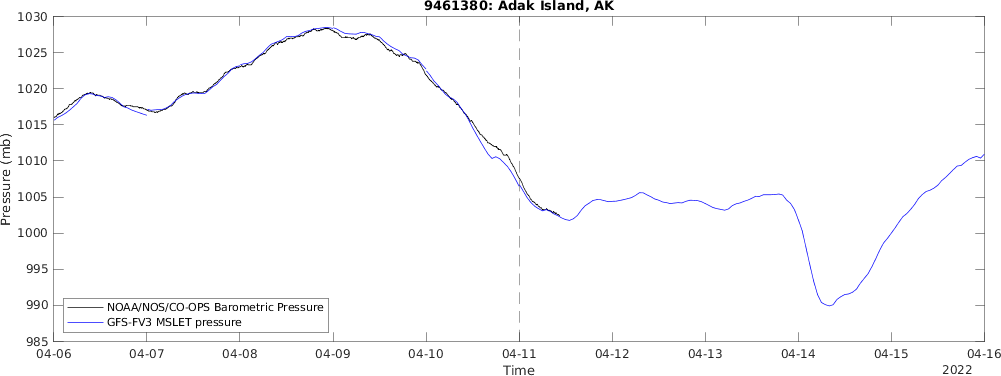 9461380: Adak Island, AK
1030
1025
1020
1015
1010
1005
1000
995
990
985
Pressure (mb)
NOAA/NOS/CO-OPS Barometric Pressure
GFS-FV3 MSLET pressure
04-06 04-07 04-08 04-09 04-10 04-11 04-12 04-13 04-14 04-15 04-16
Time
2022